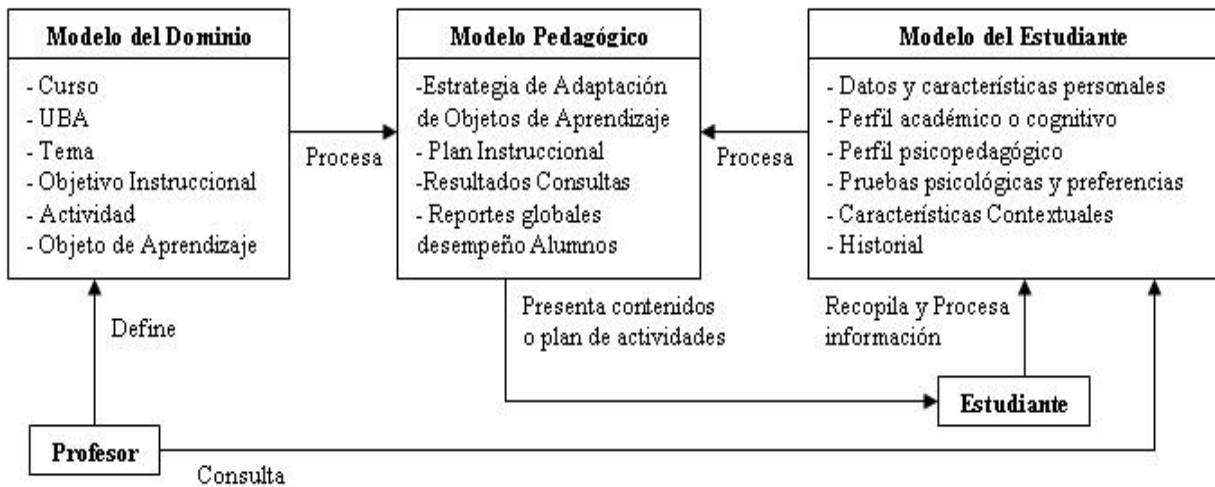 Modelo del Dominio
- Curso
- UBA
- Tema
- Objetivo Instruccional
- Actividad
- Objeto de Aprendizaje
Procesa
Modelo Pedagógico
-Estrategia de Adaptación
de Objetos de Aprendizaje
- Plan Instruccional
-Resultados Consultas
- Reportes globales
desempeño Alumnos
Procesa
Modelo del Estudiante
- Datos y características personales
- Perfil académico o cognitivo
- Perfil psicopedagógico
- Pruebas psicológicas y preferencias
- Características Contextuales
- Historial
Define
Presenta contenidos
o plan de actividades
Recopila y Procesa
información
Estudiante
Profesor
Consulta